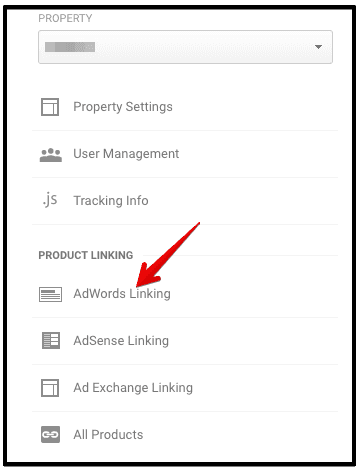 PROPERTY
Property Settings
User Management
.js Tracking Info
PRODUCT LINKING
AdWords Linking
AdSense Linking
Ad Exchange Linking
All Products